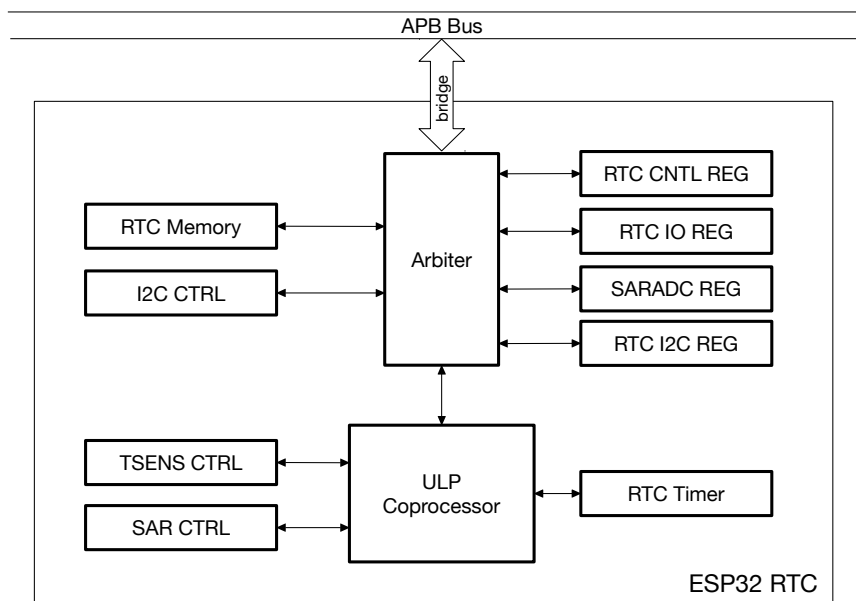 APB Bus
bridge
RTC CNTL REG
RTC Memory
RTC IO REG
Arbiter
I2C CTRL
SARADC REG
RTC I2C REG
TSENS CTRL
ULP
Coprocessor
RTC Timer
SAR CTRL
ESP32 RTC